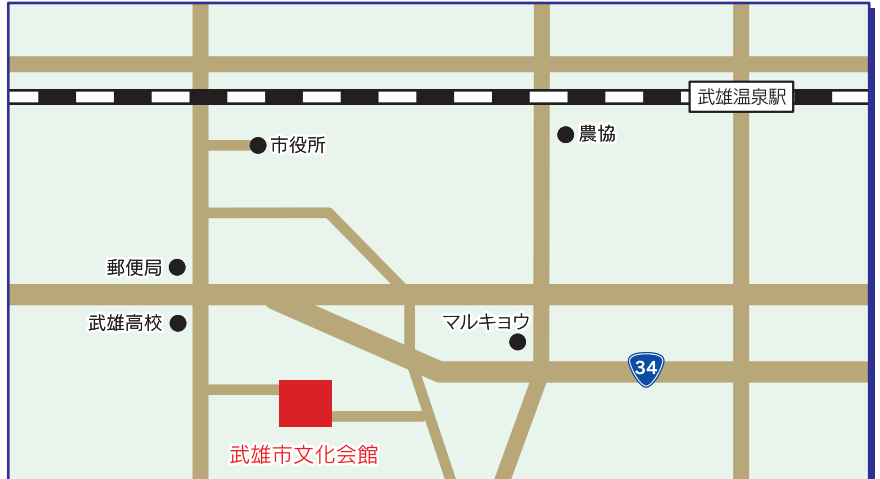 武雄温泉駅
農協
市役所
郵便局
武雄高校
マルキョウ
34
武雄市文化会館